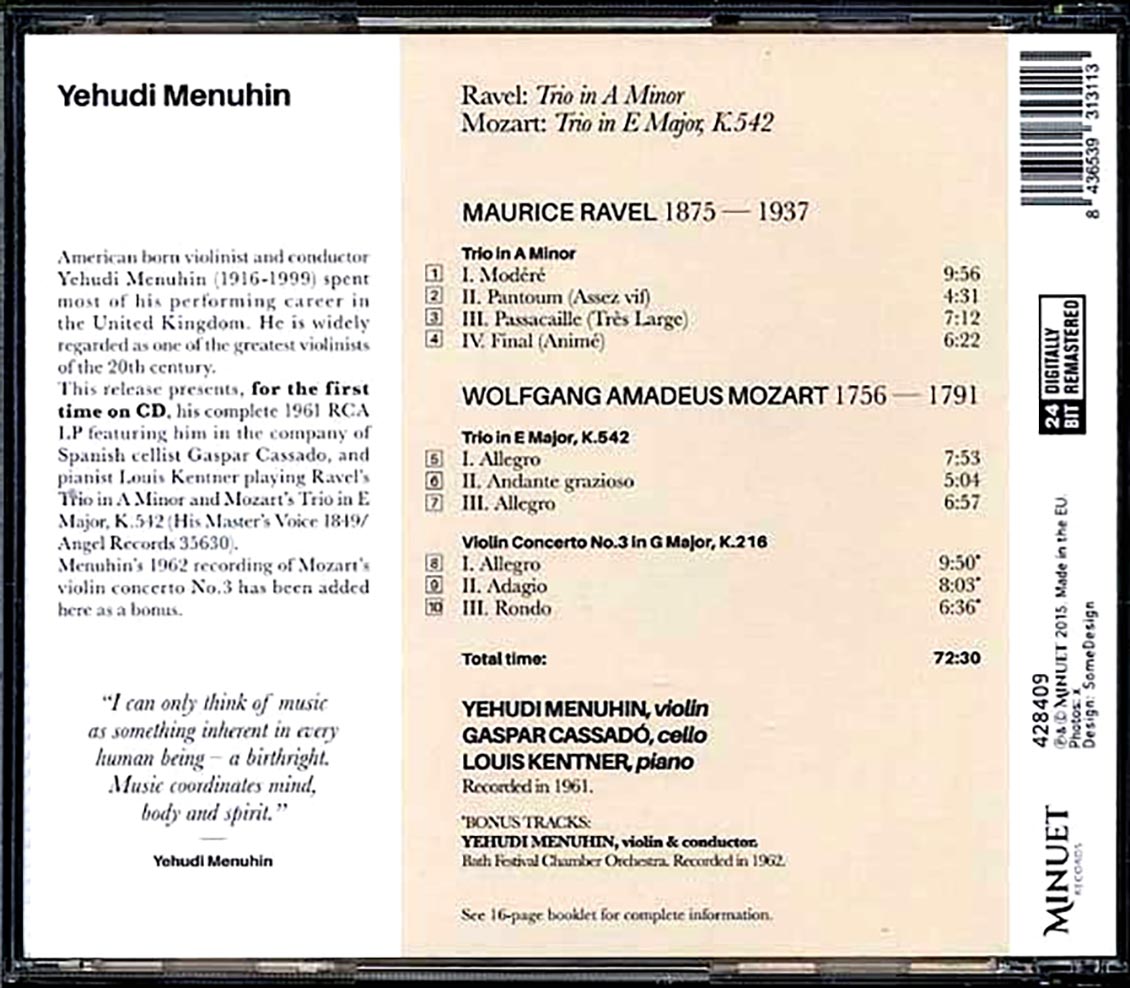 Yehudi Menuhin
American born violinist and conductor
Yehudi Menuhin (1916-1999) spent
most of his performing career in
the United Kingdom. He is widely
regarded as one of the greatest violinists
of the 20th century.
This release presents, for the first
time on CD, his complete 1961 RCA
LP featuring him in the company of
Spanish cellist Gaspar Cassado, and
pianist Louis Kentner playing Ravel's
Trio in A Minor and Mozart's Trio in E
Major, K.542 (His Master's Voice 1849/
Angel Records 35630).
Menuhin's 1962 recording of Mozart's
violin concerto No.3 has been added
here as a bonus.
"I can only think of music
as something inherent in every
human being – a birthright.
Music coordinates mind,
body and spirit."
Yehudi Menuhin
Ravel: Trio in A Minor
Mozart: Trio in E Major, K.542
MAURICE RAVEL 1875 — 1937
Trio in A Minor
1 I. Modéré 9:56
2 II. Pantoum (Assez vif) 4:31
3 III. Passacaille (Très Large) 7:12
4 IV. Final (Animé) 6:22
WOLFGANG AMADEUS MOZART 1756 — 1791
Trio in E Major, K.542
5 I. Allegro 7:53
6 II. Andante grazioso 5:04
7 III. Allegro 6:57
Violin Concerto No.3 in G Major, K.216
8 I. Allegro 9:50*
9 II. Adagio 8:03*
10 III. Rondo 6:36*
Total time: 72:30
YEHUDI MENUHIN, violin
GASPAR CASSADÓ, cello
LOUIS KENTNER, piano
Recorded in 1961.
*BONUS TRACKS:
YEHUDI MENUHIN, violin & conductor.
Bath Festival Chamber Orchestra. Recorded in 1962.
See 16-page booklet for complete information.
8 436539 313113
24 BIT DIGITALLY REMASTERED
428409
℗&© MINUET 2015. Made in the EU.
Photos: X
Design: SomeDesign
MINUET
RECORDS